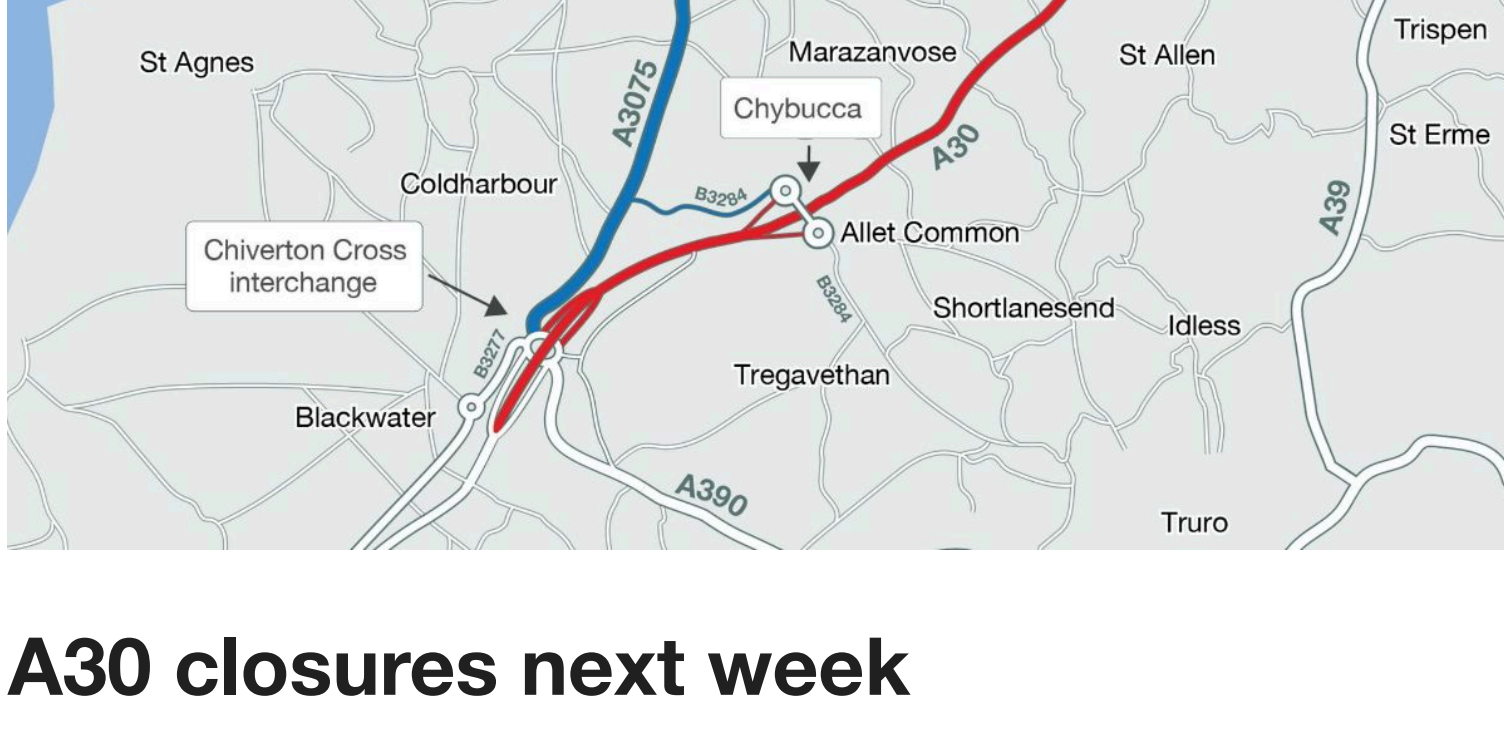 Trispen
St Agnes
Marazanvose
St Allen
A3075
Chybucca
St Erme
A30
Coldharbour
B3284
A39
Allet Common
Chiverton Cross
interchange
B3284
Shortlanesend
Idless
B3277
Tregavethan
Blackwater
A390
Truro
A30 closures next week